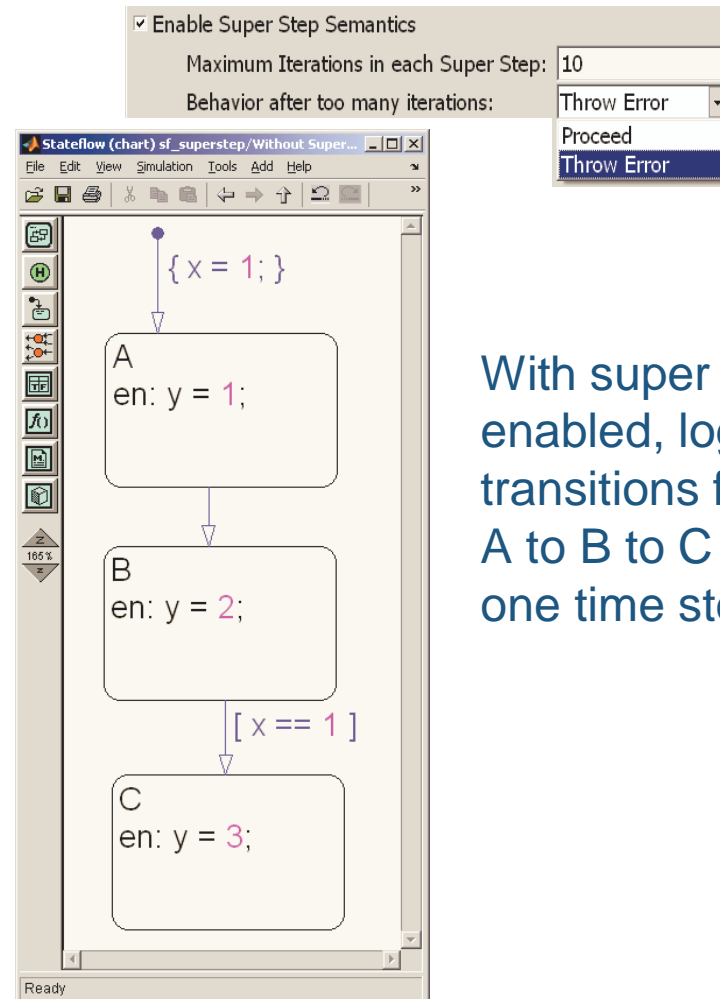 Enable Super Step Semantics
Maximum Iterations in each Super Step: 10
Behavior after too many iterations: Throw Error
Proceed
Throw Error
Stateflow (chart) sf_superstep/Without Super...
File Edit View Simulation Tools Add Help
»
{ x = 1; }
A
en: y = 1;
B
en: y = 2;
[ x == 1 ]
C
en: y = 3;
H
TF
f()
M
Z
165%
Z
Ready
With super
enabled,
transitions
A to B to C
one time